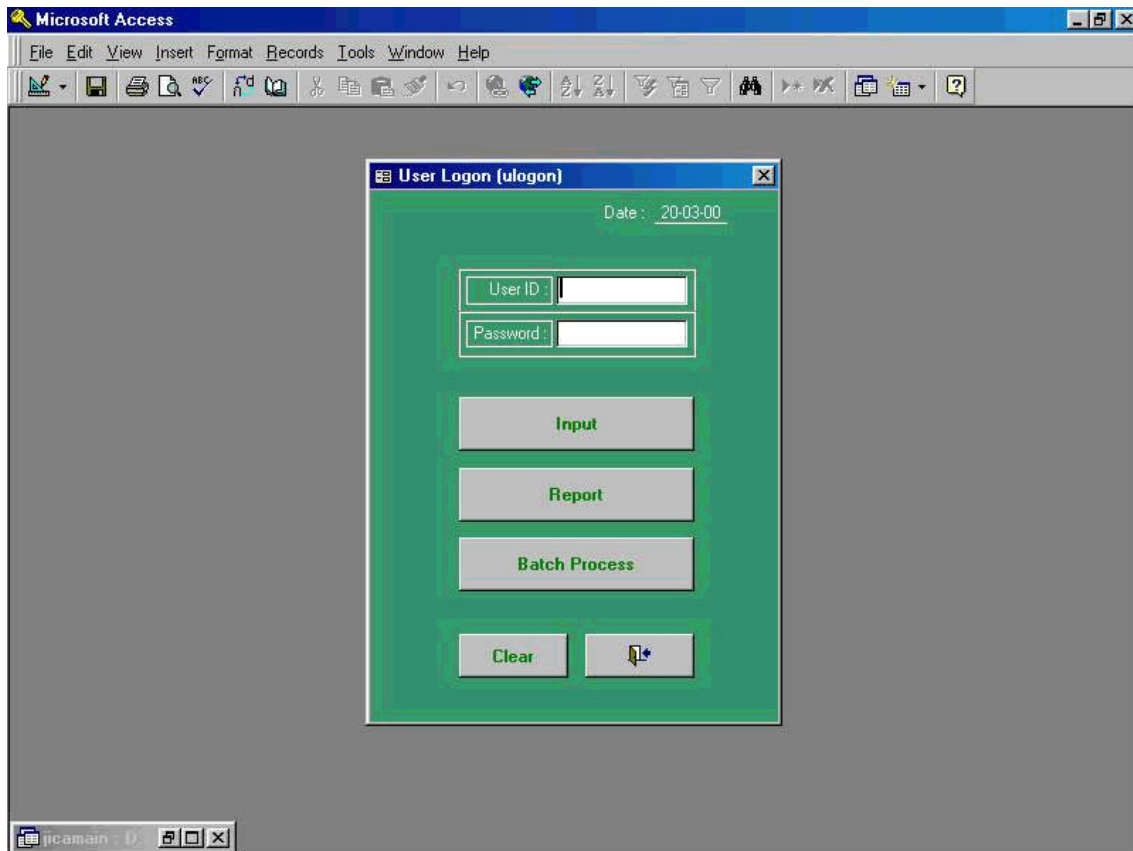 Microsoft Access
File Edit View Insert Format Records Tools Window Help
User Logon (ulogon)
Date : 20-03-00
User ID :
Password :
Input
Report
Batch Process
Clear
jicamain : D